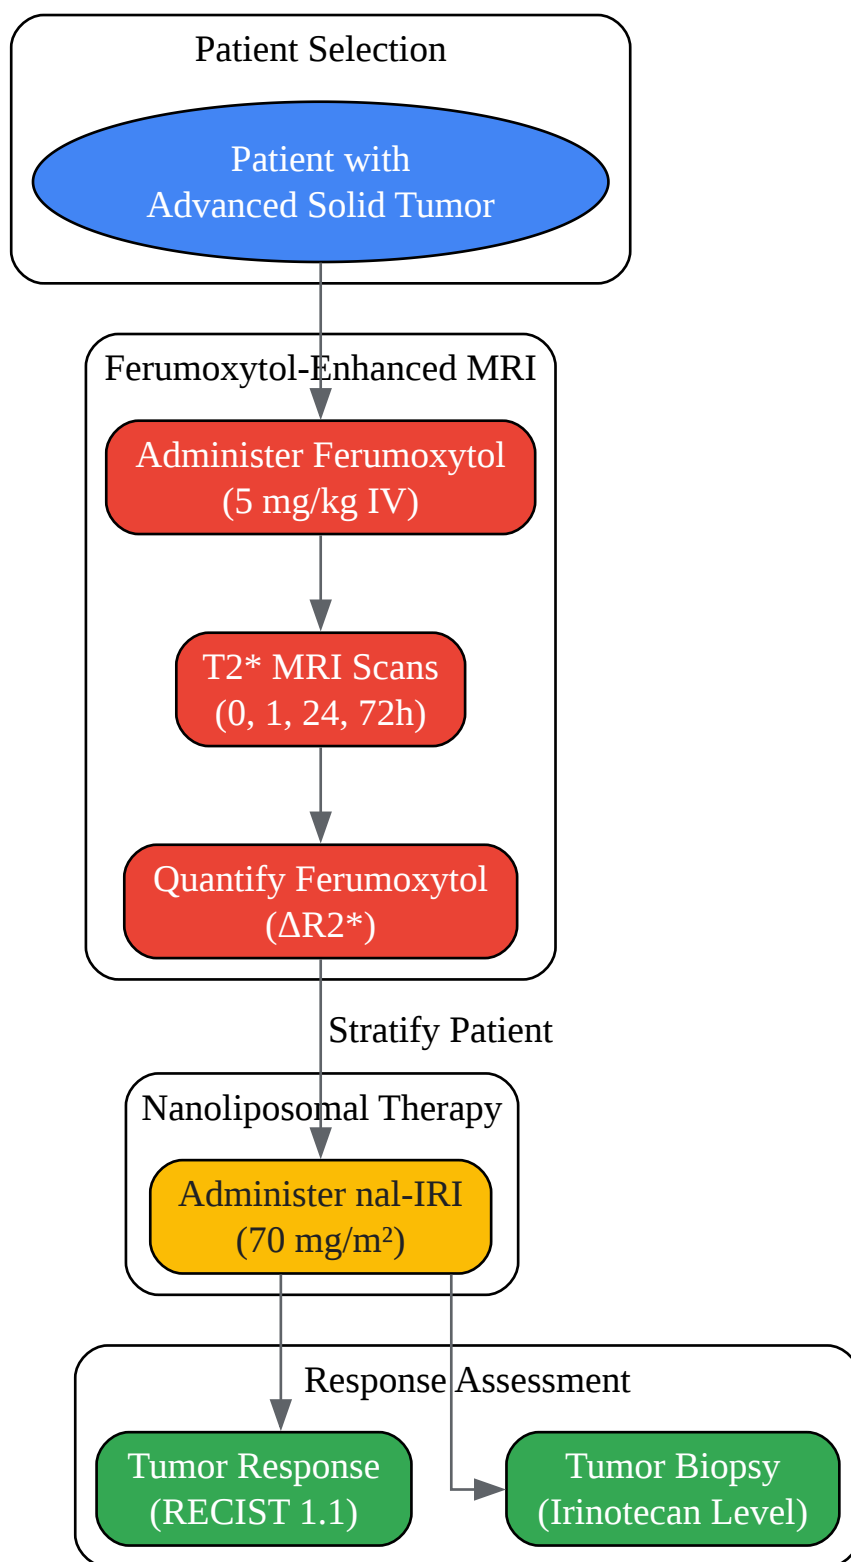 Patient Selection
Patient with
Advanced Solid Tumor
Ferumoxytol-Enhanced MRI
Administer Ferumoxytol
(5 mg/kg IV)
T2* MRI Scans
(0, 1, 24, 72h)
Quantify Ferumoxytol
(ΔR2*)
Stratify Patient
Nanoliposomal Therapy
Administer nal-IRI
(70 mg/m²)
Response Assessment
Tumor Response
(RECIST 1.1)
Tumor Biopsy
(Irinotecan Level)